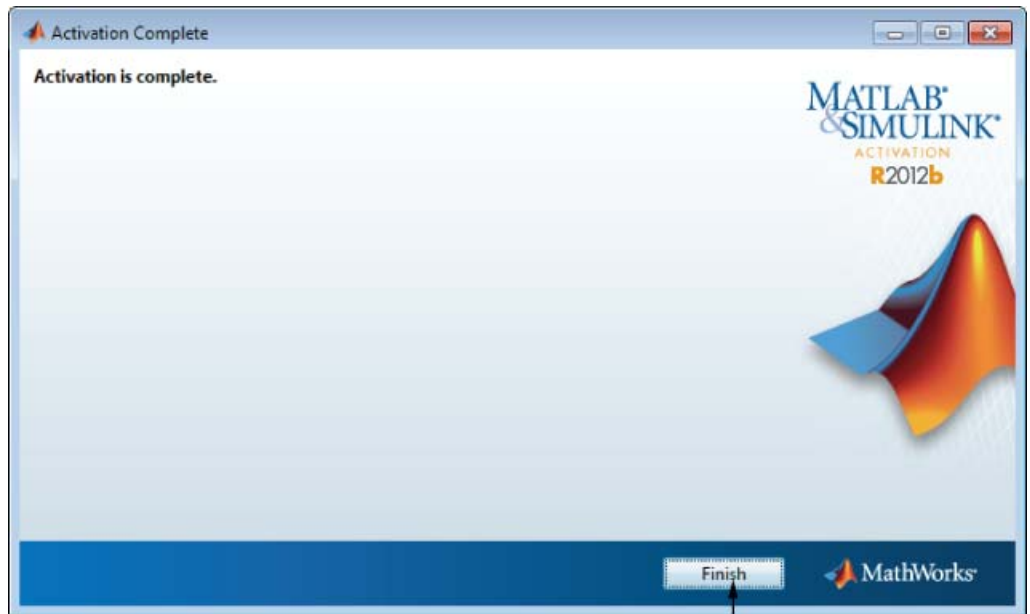 Activation Complete
Activation is complete.
MATLAB®
&SIMULINK®
ACTIVATION
R2012b
Finish
MathWorks®